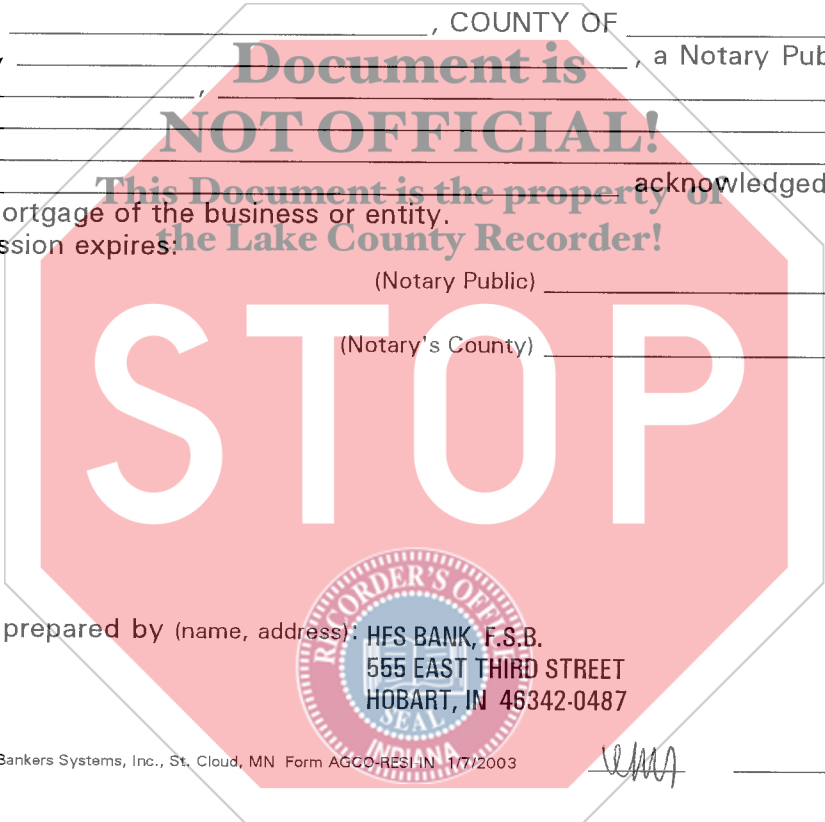 , COUNTY OF
Document is
, a Notary Pub
,
NOT OFFICIAL!
This Document is the property of
acknowledged
ortgage of the business or entity.
ssion expires:
the Lake County Recorder!
(Notary Public)
(Notary's County)
STOP
RECORDER'S OFFICE
prepared by (name, address): HFS BANK, F.S.B.
555 EAST THIRD STREET
HOBART, IN 46342-0487
SEAL
INDIANA
Bankers Systems, Inc., St. Cloud, MN Form AGCO-RESI-IN 1/7/2003